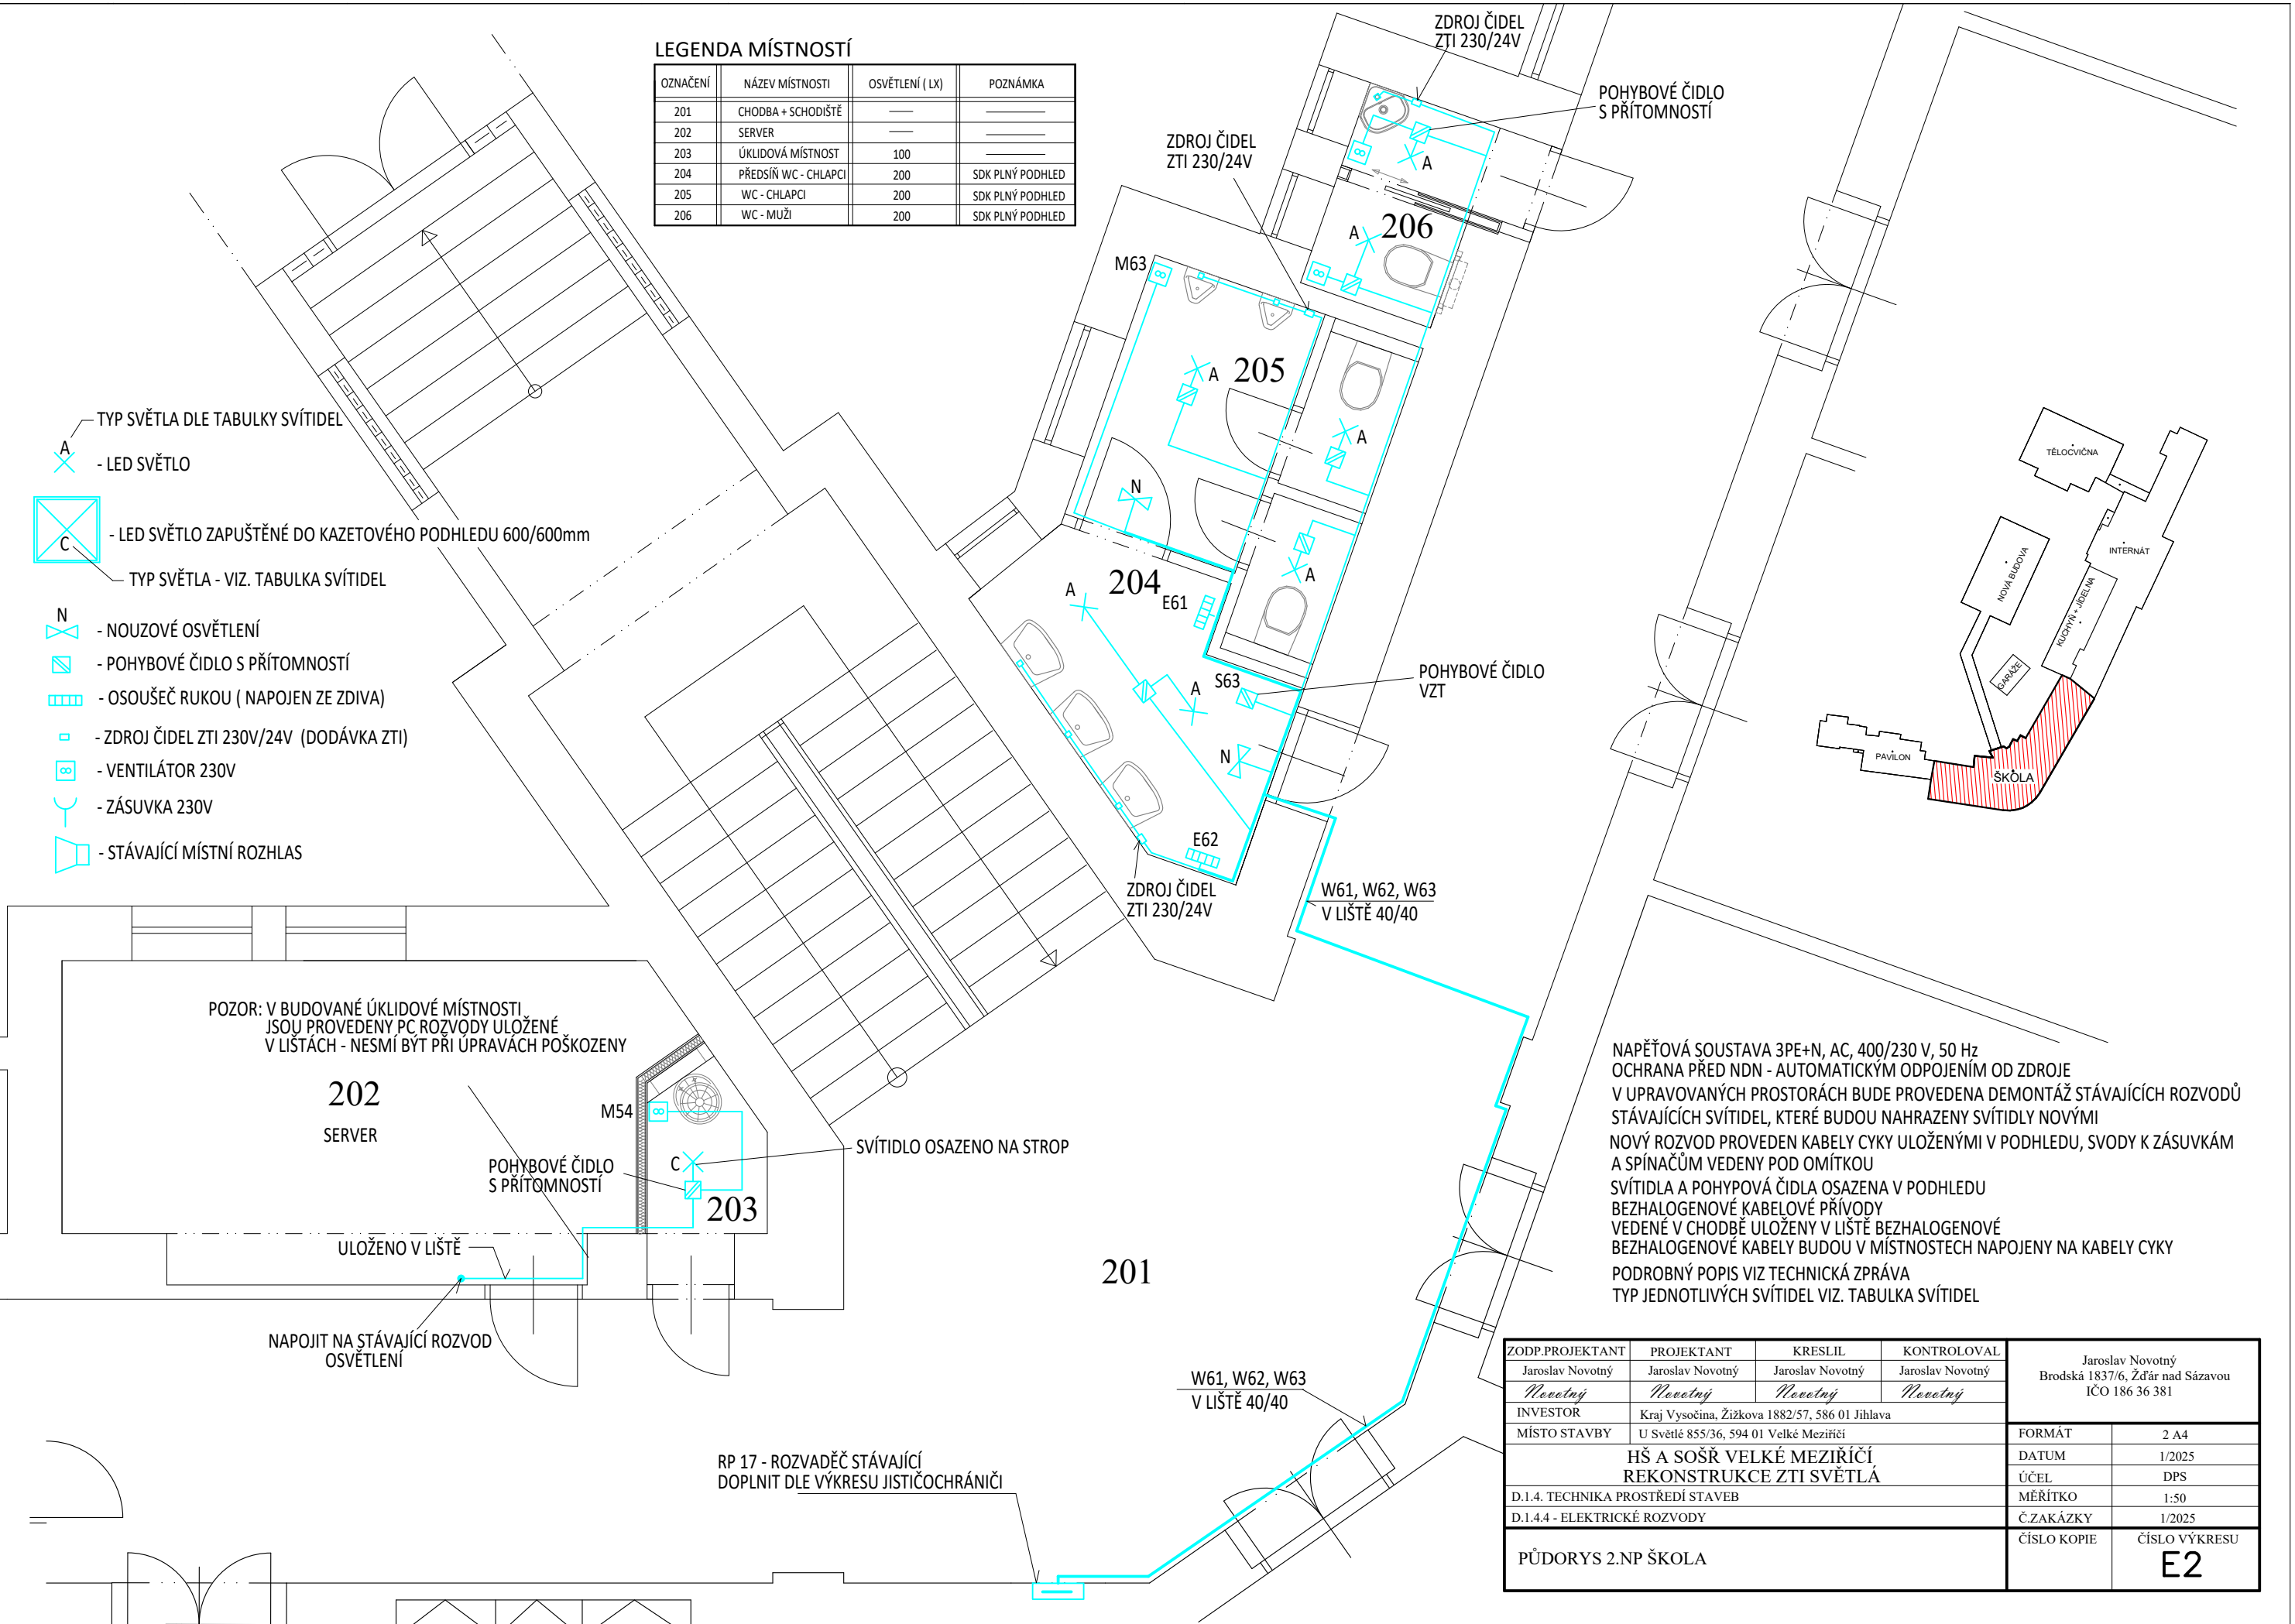 LEGENDA MÍSTNOSTÍ
OZNAČENÍ NÁZEV MÍSTNOSTI OSVĚTLENÍ ( LX) POZNÁMKA
201 CHODBA + SCHODIŠTĚ
202 SERVER
203 ÚKLIDOVÁ MÍSTNOST 100
204 PŘEDSÍŇ WC - CHLAPCI 200 SDK PLNÝ PODHLED
205 WC - CHLAPCI 200 SDK PLNÝ PODHLED
206 WC - MUŽI 200 SDK PLNÝ PODHLED
ZDROJ ČIDEL
ZTI 230/24V
POHYBOVÉ ČIDLO
S PŘÍTOMNOSTÍ
ZDROJ ČIDEL
ZTI 230/24V
A
A
206
M63
A
205
A
N
204
A
E61
A
A
S63
POHYBOVÉ ČIDLO
VZT
N
E62
ZDROJ ČIDEL
ZTI 230/24V
W61, W62, W63
V LIŠTĚ 40/40
TYP SVĚTLA DLE TABULKY SVÍTIDEL
A
- LED SVĚTLO
- LED SVĚTLO ZAPUŠTĚNÉ DO KAZETOVÉHO PODHLEDU 600/600mm
C
TYP SVĚTLA - VIZ. TABULKA SVÍTIDEL
N
- NOUZOVÉ OSVĚTLENÍ
- POHYBOVÉ ČIDLO S PŘÍTOMNOSTÍ
- OSOUŠEČ RUKOU ( NAPOJEN ZE ZDIVA)
- ZDROJ ČIDEL ZTI 230V/24V (DODÁVKA ZTI)
- VENTILÁTOR 230V
- ZÁSUVKA 230V
- STÁVAJÍCÍ MÍSTNÍ ROZHLAS
TĚLOCVIČNA
INTERNÁT
NOVÁ BUDOVA
KUCHYŇ + JÍDELNA
GARÁŽE
PAVILON
ŠKOLA
POZOR: V BUDOVANÉ ÚKLIDOVÉ MÍSTNOSTI
JSOU PROVEDENY PC ROZVODY ULOŽENÉ
V LIŠTÁCH - NESMÍ BÝT PŘI ÚPRAVÁCH POŠKOZENY
202
SERVER
M54
C
POHYBOVÉ ČIDLO
S PŘÍTOMNOSTÍ
SVÍTIDLO OSAZENO NA STROP
203
ULOŽENO V LIŠTĚ
NAPOJIT NA STÁVAJÍCÍ ROZVOD
OSVĚTLENÍ
201
W61, W62, W63
V LIŠTĚ 40/40
RP 17 - ROZVADĚČ STÁVAJÍCÍ
DOPLNIT DLE VÝKRESU JISTIČOCHRÁNIČI
NAPĚŤOVÁ SOUSTAVA 3PE+N, AC, 400/230 V, 50 Hz
OCHRANA PŘED NDN - AUTOMATICKÝM ODPOJENÍM OD ZDROJE
V UPRAVOVANÝCH PROSTORÁCH BUDE PROVEDENA DEMONTÁŽ STÁVAJÍCÍCH ROZVODŮ
STÁVAJÍCÍCH SVÍTIDEL, KTERÉ BUDOU NAHRAZENY SVÍTIDLY NOVÝMI
NOVÝ ROZVOD PROVEDEN KABELY CYKY ULOŽENÝMI V PODHLEDU, SVODY K ZÁSUVKÁM
A SPÍNAČŮM VEDENY POD OMÍTKOU
SVÍTIDLA A POHYPOVÁ ČIDLA OSAZENA V PODHLEDU
BEZHALOGENOVÉ KABELOVÉ PŘÍVODY
VEDENÉ V CHODBĚ ULOŽENY V LIŠTĚ BEZHALOGENOVÉ
BEZHALOGENOVÉ KABELY BUDOU V MÍSTNOSTECH NAPOJENY NA KABELY CYKY
PODROBNÝ POPIS VIZ TECHNICKÁ ZPRÁVA
TYP JEDNOTLIVÝCH SVÍTIDEL VIZ. TABULKA SVÍTIDEL
ZODP.PROJEKTANT PROJEKTANT KRESLIL KONTROLOVAL
Jaroslav Novotný Jaroslav Novotný Jaroslav Novotný Jaroslav Novotný
Novotný Novotný Novotný Novotný
Jaroslav Novotný
Brodská 1837/6, Žďár nad Sázavou
IČO 186 36 381
INVESTOR Kraj Vysočina, Žižkova 1882/57, 586 01 Jihlava
MÍSTO STAVBY U Světlé 855/36, 594 01 Velké Meziříčí
HŠ A SOŠŘ VELKÉ MEZIŘÍČÍ
REKONSTRUKCE ZTI SVĚTLÁ
D.1.4. TECHNIKA PROSTŘEDÍ STAVEB
D.1.4.4 - ELEKTRICKÉ ROZVODY
FORMÁT 2 A4
DATUM 1/2025
ÚČEL DPS
MĚŘÍTKO 1:50
Č.ZAKÁZKY 1/2025
PŮDORYS 2.NP ŠKOLA
ČÍSLO KOPIE ČÍSLO VÝKRESU
E2